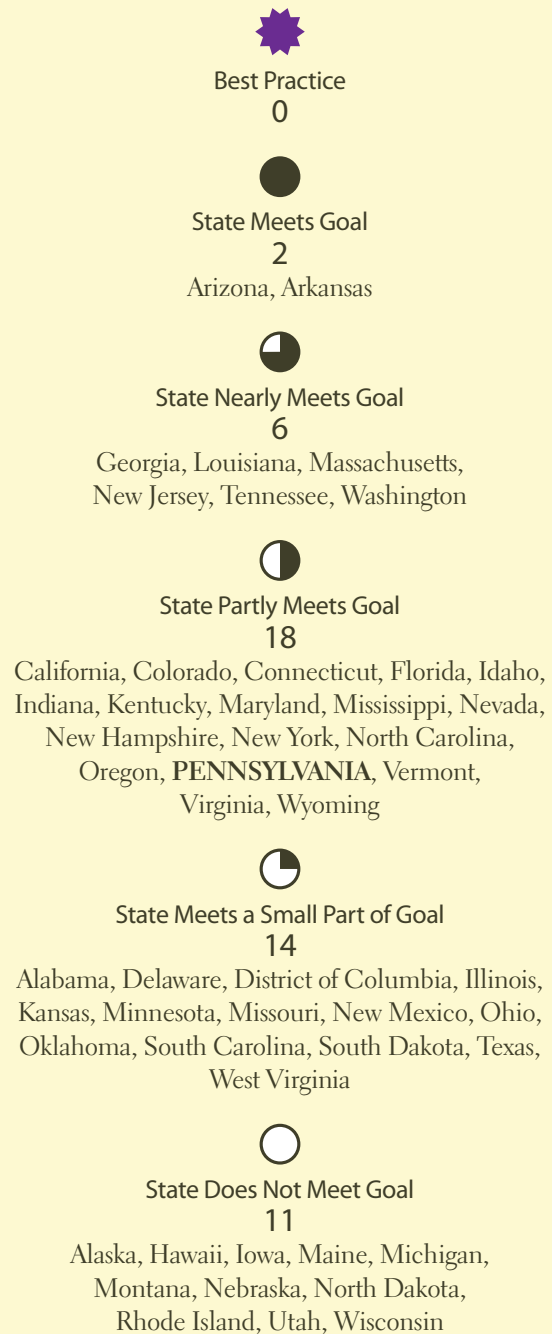 Best Practice
0
State Meets Goal
2
Arizona, Arkansas
State Nearly Meets Goal
6
Georgia, Louisiana, Massachusetts,
New Jersey, Tennessee, Washington
State Partly Meets Goal
18
California, Colorado, Connecticut, Florida, Idaho,
Indiana, Kentucky, Maryland, Mississippi, Nevada,
New Hampshire, New York, North Carolina,
Oregon, PENNSYLVANIA, Vermont,
Virginia, Wyoming
State Meets a Small Part of Goal
14
Alabama, Delaware, District of Columbia, Illinois,
Kansas, Minnesota, Missouri, New Mexico, Ohio,
Oklahoma, South Carolina, South Dakota, Texas,
West Virginia
State Does Not Meet Goal
11
Alaska, Hawaii, Iowa, Maine, Michigan,
Montana, Nebraska, North Dakota,
Rhode Island, Utah, Wisconsin